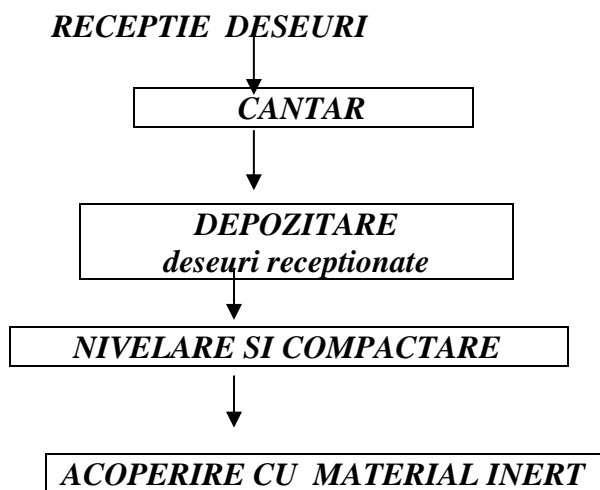 RECEPTIE DESEURI
CANTAR
DEPOZITARE
deseuri receptionate
NIVELARE SI COMPACTARE
ACOPERIRE CU MATERIAL INERT